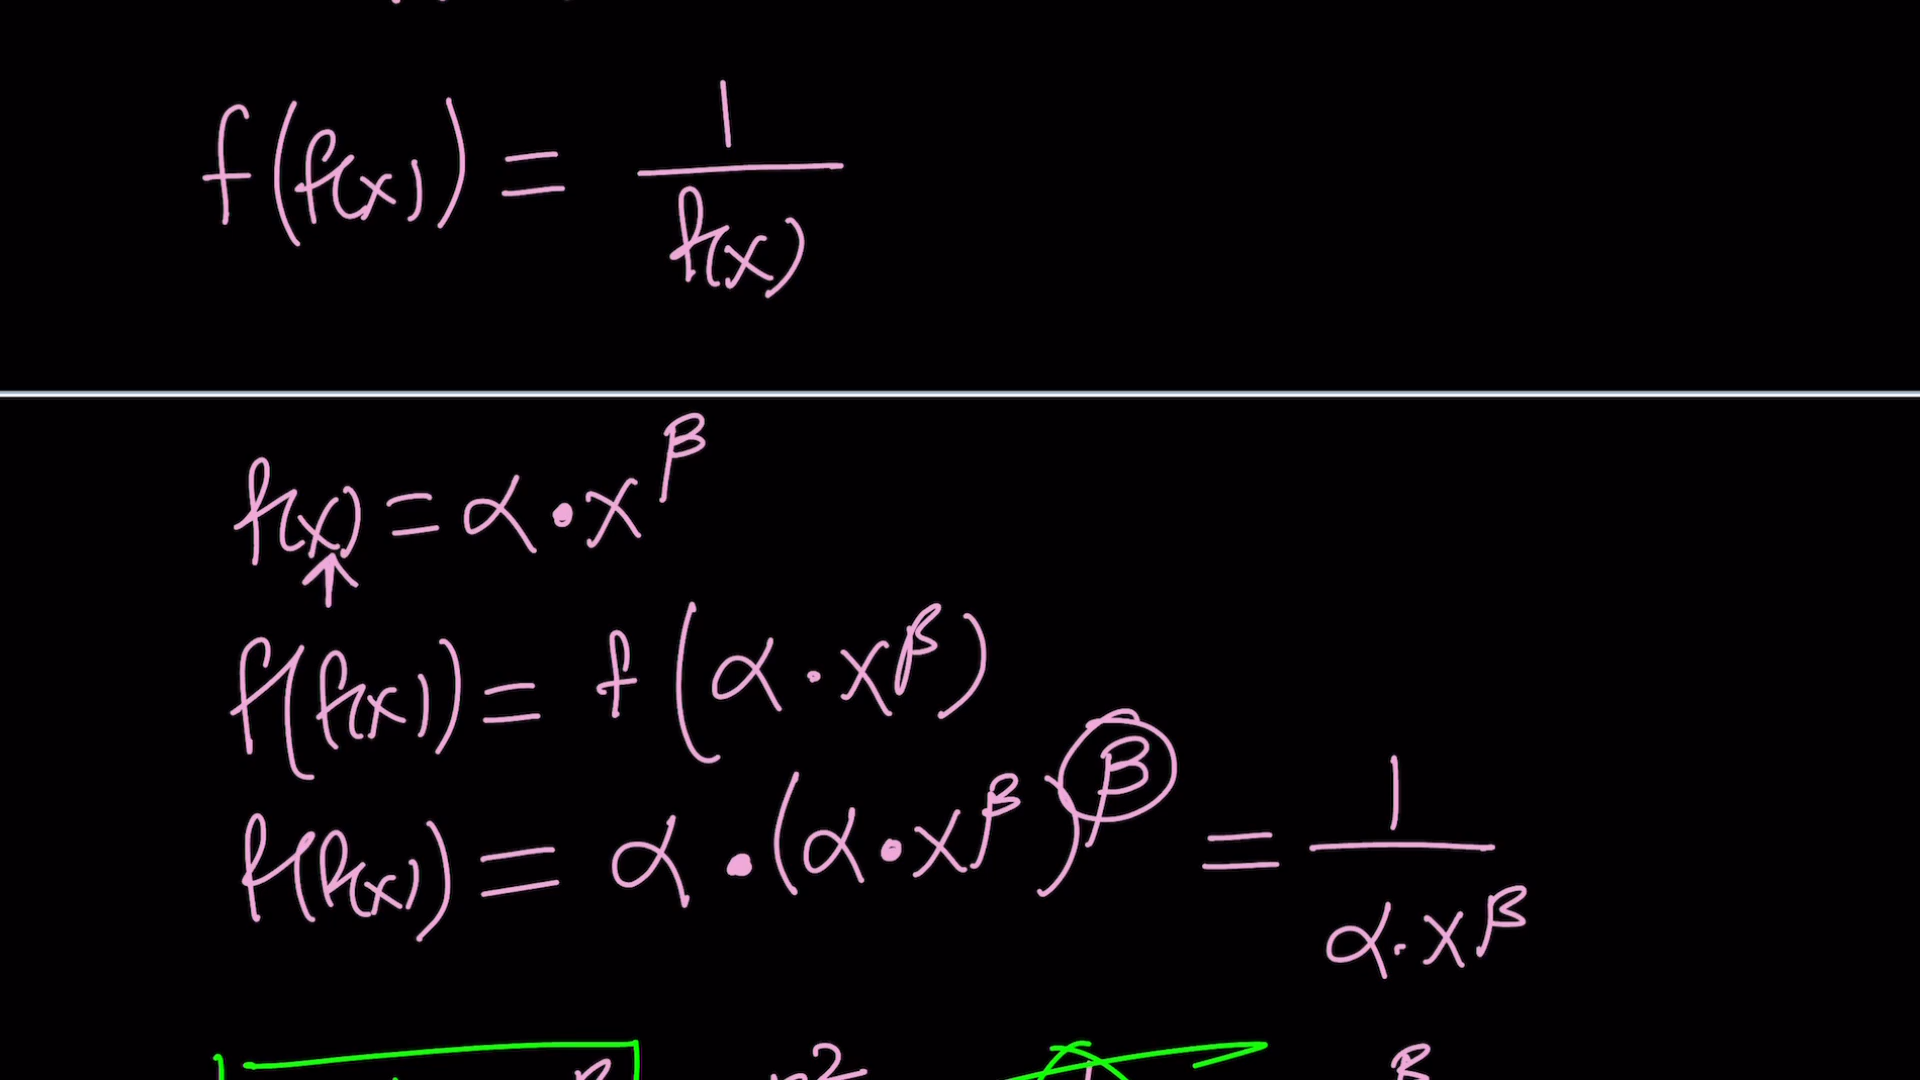 f(f(x)) = 1/f(x)
f(x) = α • x^β
↑
f(f(x)) = f(α · x^β)
f(f(x)) = α • (α • x^β)^β = 1/(α · x^β)